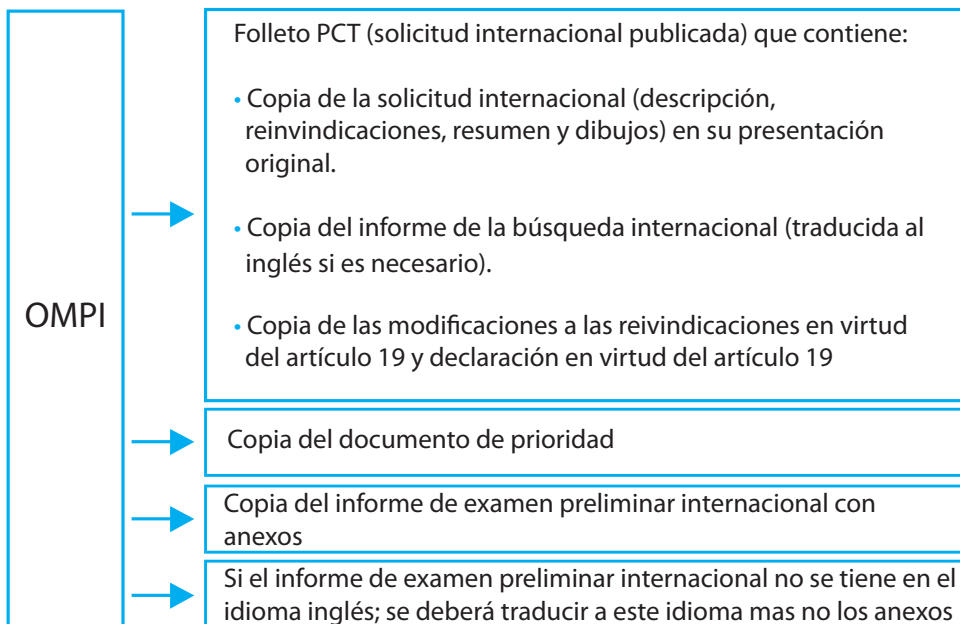 OMPI
Folleto PCT (solicitud internacional publicada) que contiene:
• Copia de la solicitud internacional (descripción,
reinvindicaciones, resumen y dibujos) en su presentación
original.
• Copia del informe de la búsqueda internacional (traducida al
inglés si es necesario).
• Copia de las modificaciones a las reivindicaciones en virtud
del artículo 19 y declaración en virtud del artículo 19
Copia del documento de prioridad
Copia del informe de examen preliminar internacional con
anexos
Si el informe de examen preliminar internacional no se tiene en el
idioma inglés; se deberá traducir a este idioma mas no los anexos